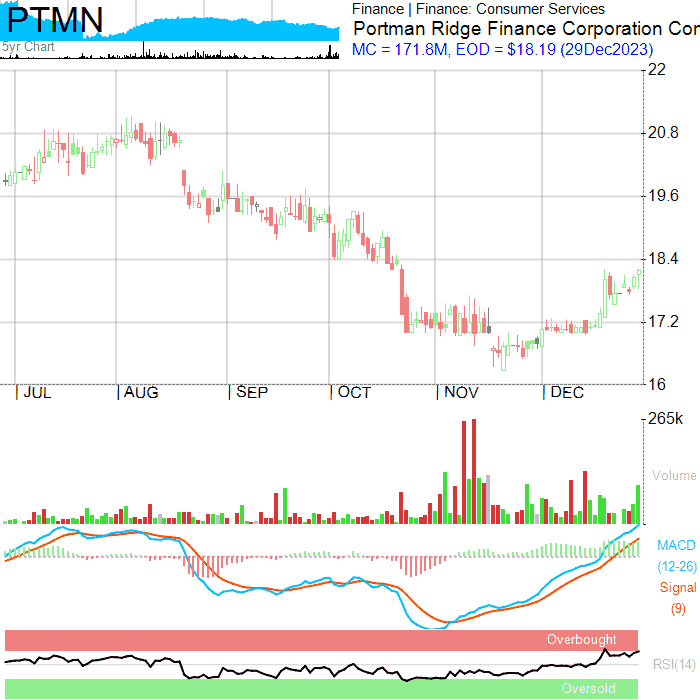 PTMN
5yr Chart
Finance | Finance: Consumer Services
Portman Ridge Finance Corporation Con
MC = 171.8M, EOD = $18.19 (29Dec2023)
22
20.8
19.6
18.4
17.2
16
JUL AUG SEP OCT NOV DEC
265k
Volume
MACD
(12-26)
Signal
(9)
Overbought
RSI(14)
Oversold